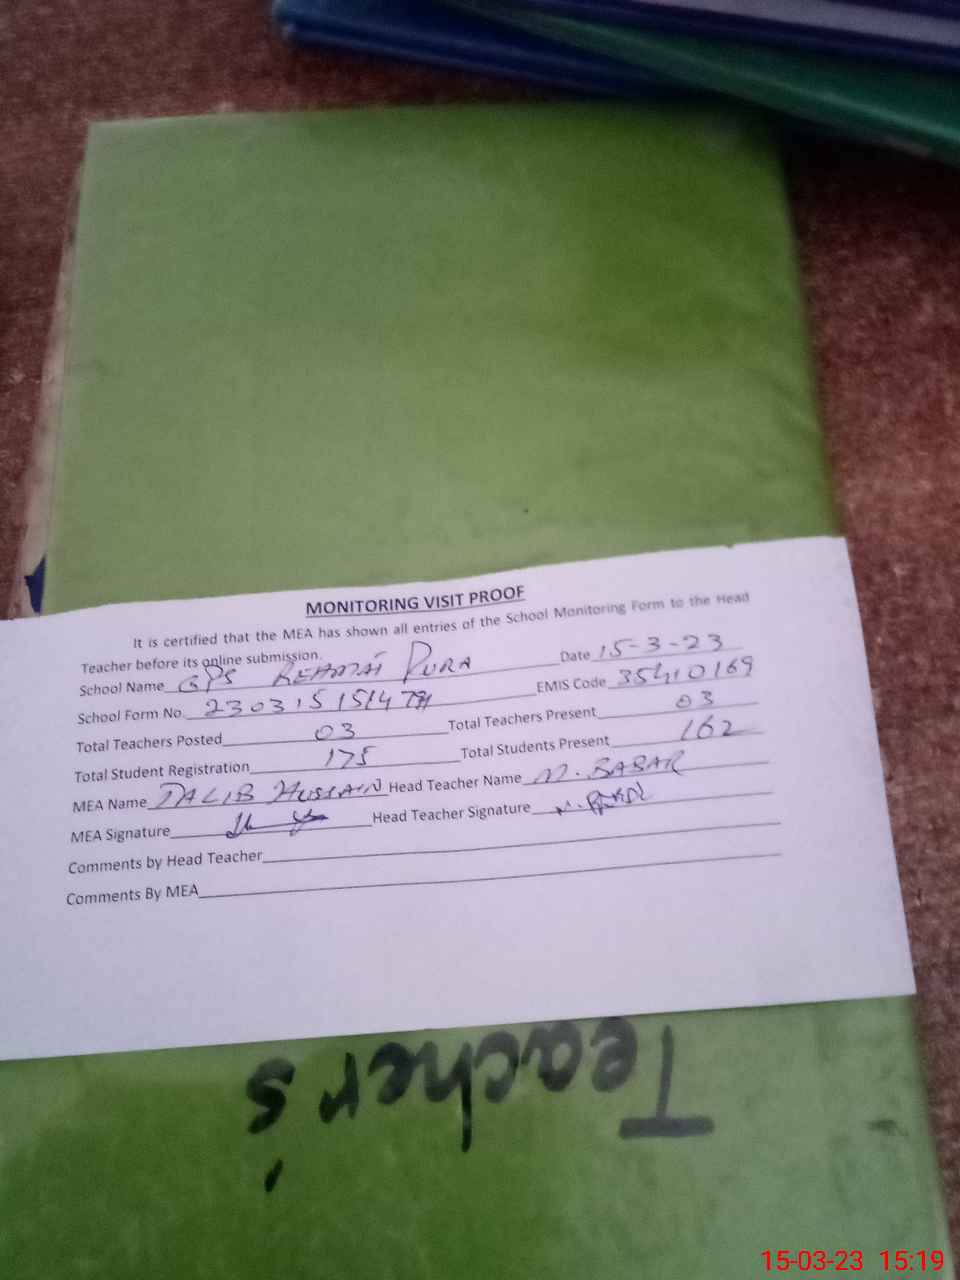 MONITORING VISIT PROOF
It is certified that the MEA has shown all entries of the School Monitoring Form to the Head
Teacher before its online submission.
School Name GPS REHMAI PURA Date 15-3-23
School Form No. EMIS Code 35410169
Total Teachers Posted 03 Total Teachers Present 03
Total Student Registration 175 Total Students Present 162
MEA Name TALIB HUSSAIN Head Teacher Name M. BABAR
MEA Signature Head Teacher Signature
Comments by Head Teacher
Comments By MEA
Teacher's
15-03-23 15:19